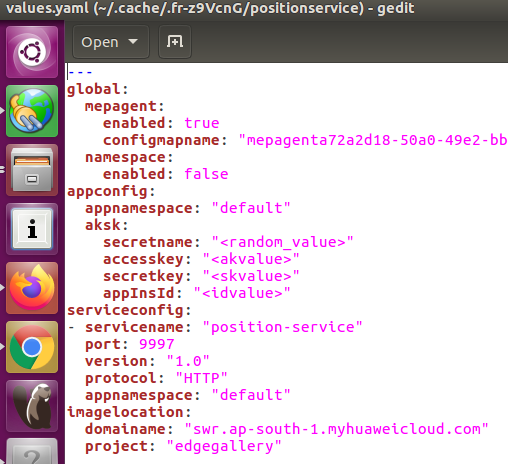 values.yaml (~/.cache/.fr-z9VcnG/positionservice) - gedit
Open
---
global:
  mepagent:
    enabled: true
    configmapname: "mepagenta72a2d18-50a0-49e2-bb
  namespace:
    enabled: false
appconfig:
  appnamespace: "default"
  aksk:
    secretname: "<random_value>"
    accesskey: "<akvalue>"
    secretkey: "<skvalue>"
    appInsId: "<idvalue>"
serviceconfig:
- servicename: "position-service"
  port: 9997
  version: "1.0"
  protocol: "HTTP"
  appnamespace: "default"
imagelocation:
  domainame: "swr.ap-south-1.myhuaweicloud.com"
  project: "edgegallery"